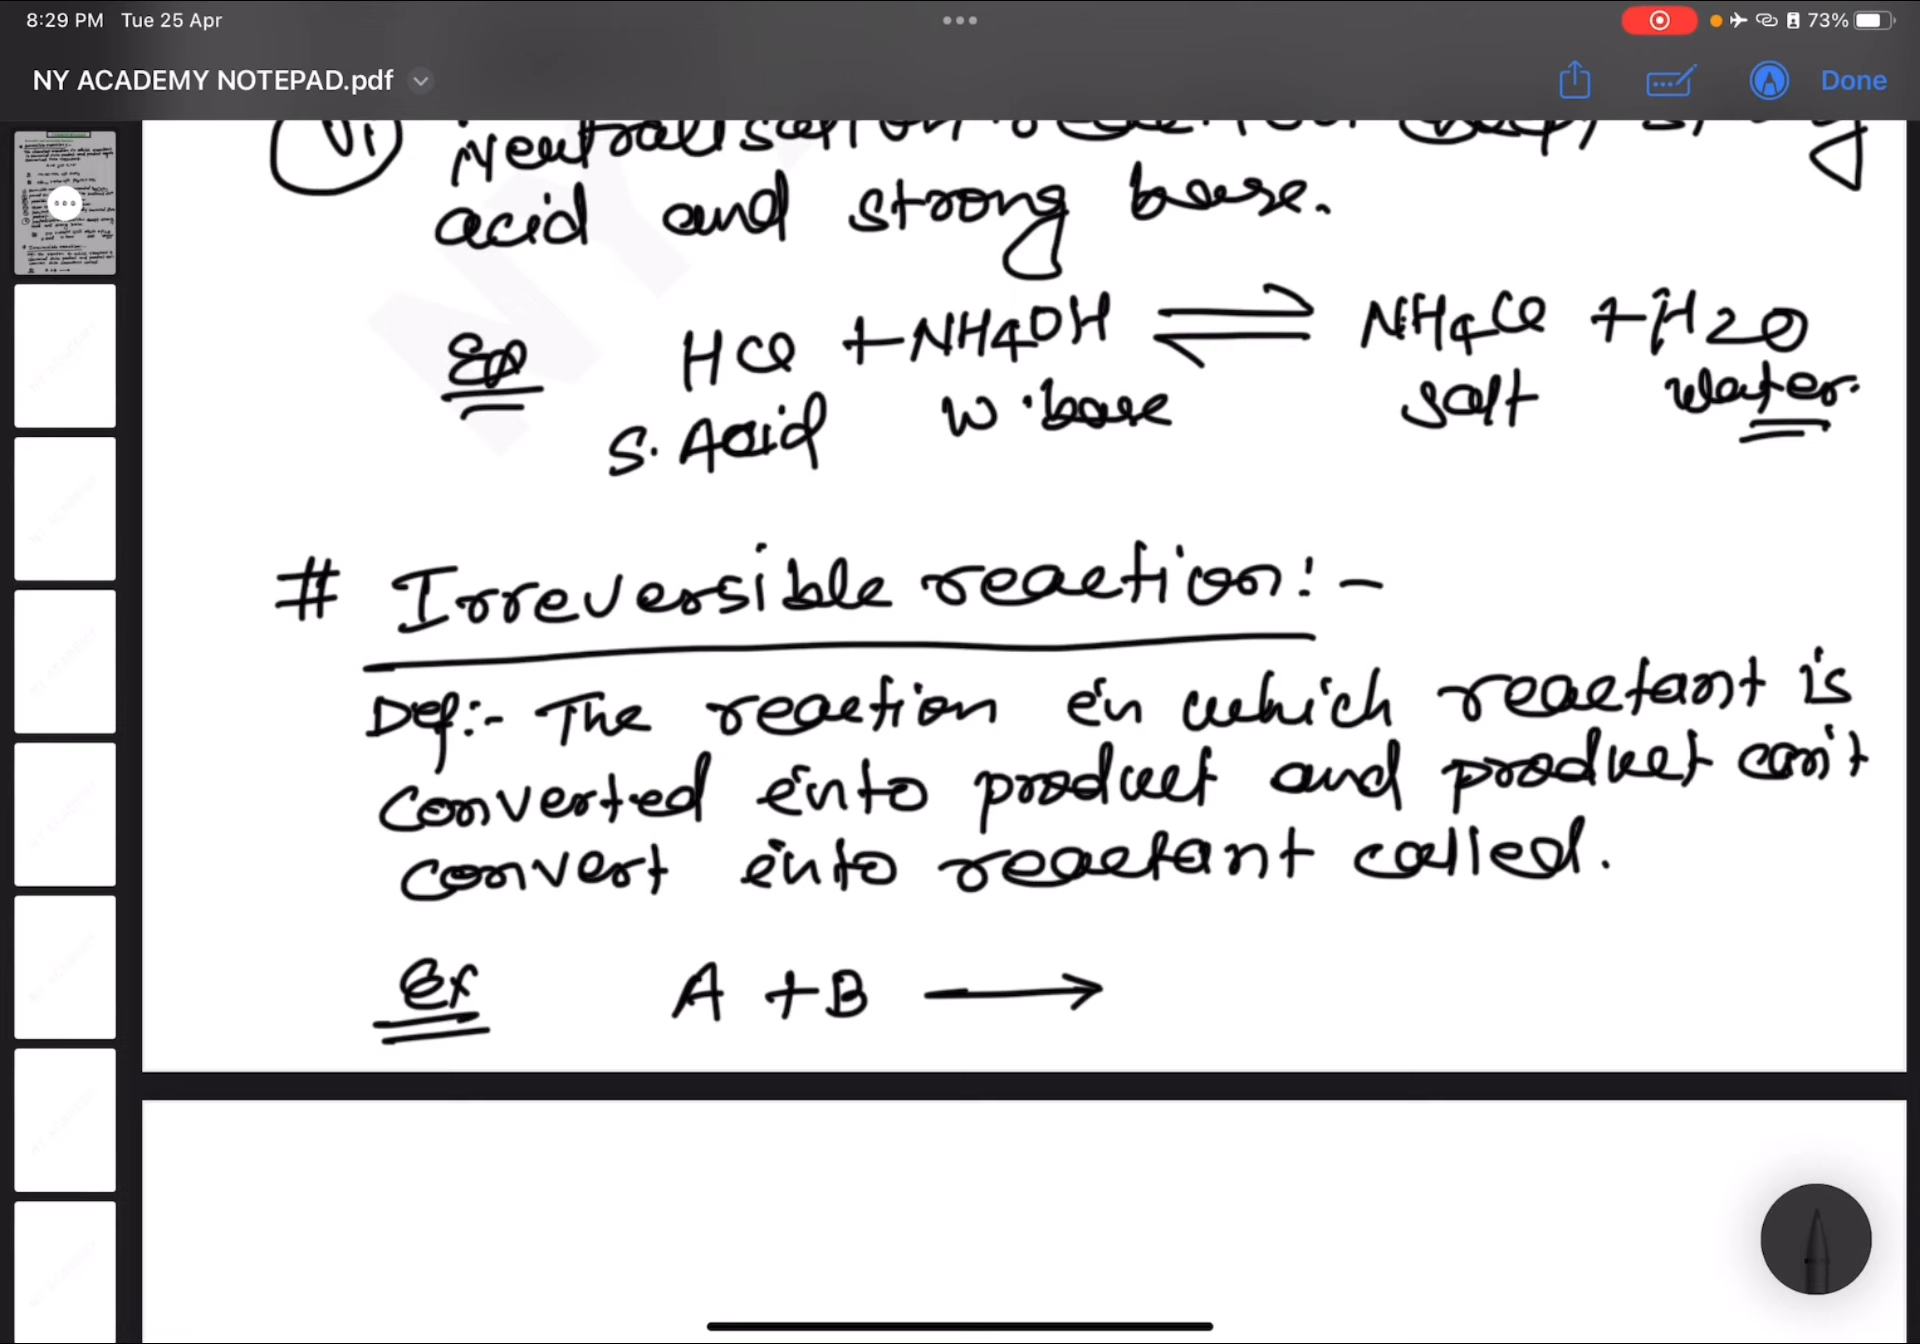 8:29 PM Tue 25 Apr
73%
NY ACADEMY NOTEPAD.pdf
Done
(vi) Neutralisation
acid and strong base.
Ex HCl + NH4OH ⇌ NH4Cl + H2O
S. Acid W. base salt water.
# Irreversible reaction:-
Def:- The reaction in which reactant is
converted into product and product can't
convert into reactant called.
Ex A + B ⟶